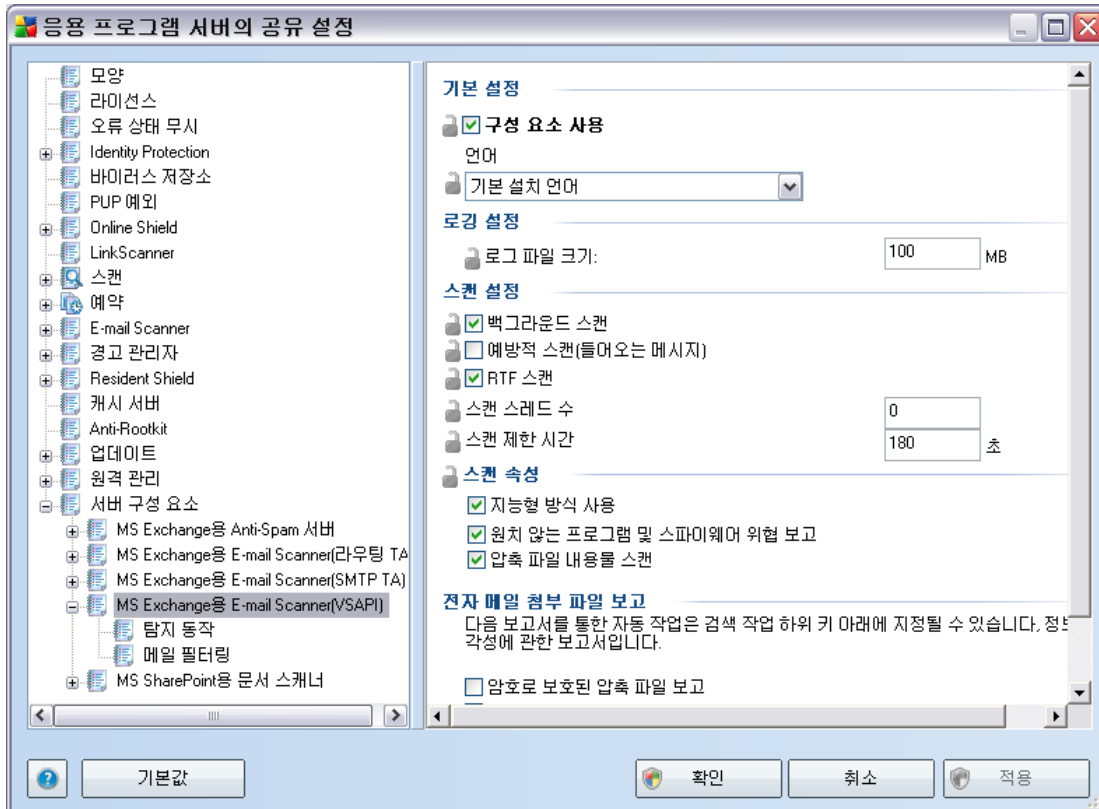 응용 프로그램 서버의 공유 설정
모양
라이선스
오류 상태 무시
Identity Protection
바이러스 저장소
PUP 예외
Online Shield
LinkScanner
스캔
예약
E-mail Scanner
경고 관리자
Resident Shield
캐시 서버
Anti-Rootkit
업데이트
원격 관리
서버 구성 요소
MS Exchange용 Anti-Spam 서버
MS Exchange용 E-mail Scanner(라우팅 TA
MS Exchange용 E-mail Scanner(SMTP TA)
MS Exchange용 E-mail Scanner(VSAPI)
탐지 동작
메일 필터링
MS SharePoint용 문서 스캐너
기본 설정
구성 요소 사용
언어
기본 설치 언어
로깅 설정
로그 파일 크기: 100 MB
스캔 설정
백그라운드 스캔
예방적 스캔(들어오는 메시지)
RTF 스캔
스캔 스레드 수 0
스캔 제한 시간 180 초
스캔 속성
지능형 방식 사용
원치 않는 프로그램 및 스파이웨어 위협 보고
압축 파일 내용물 스캔
전자 메일 첨부 파일 보고
다음 보고서를 통한 자동 작업은 검색 작업 하위 키 아래에 지정될 수 있습니다. 정보
각성에 관한 보고서입니다.
암호로 보호된 압축 파일 보고
기본값
확인
취소
적용